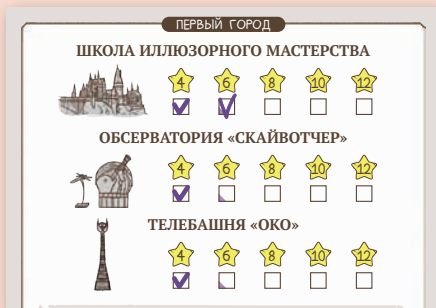 ПЕРВЫЙ ГОРОД
ШКОЛА ИЛЛЮЗОРНОГО МАСТЕРСТВА
4 6 8 10 12
ОБСЕРВАТОРИЯ «СКАЙВОТЧЕР»
4 6 8 10 12
ТЕЛЕБАШНЯ «ОКО»
4 6 8 10 12